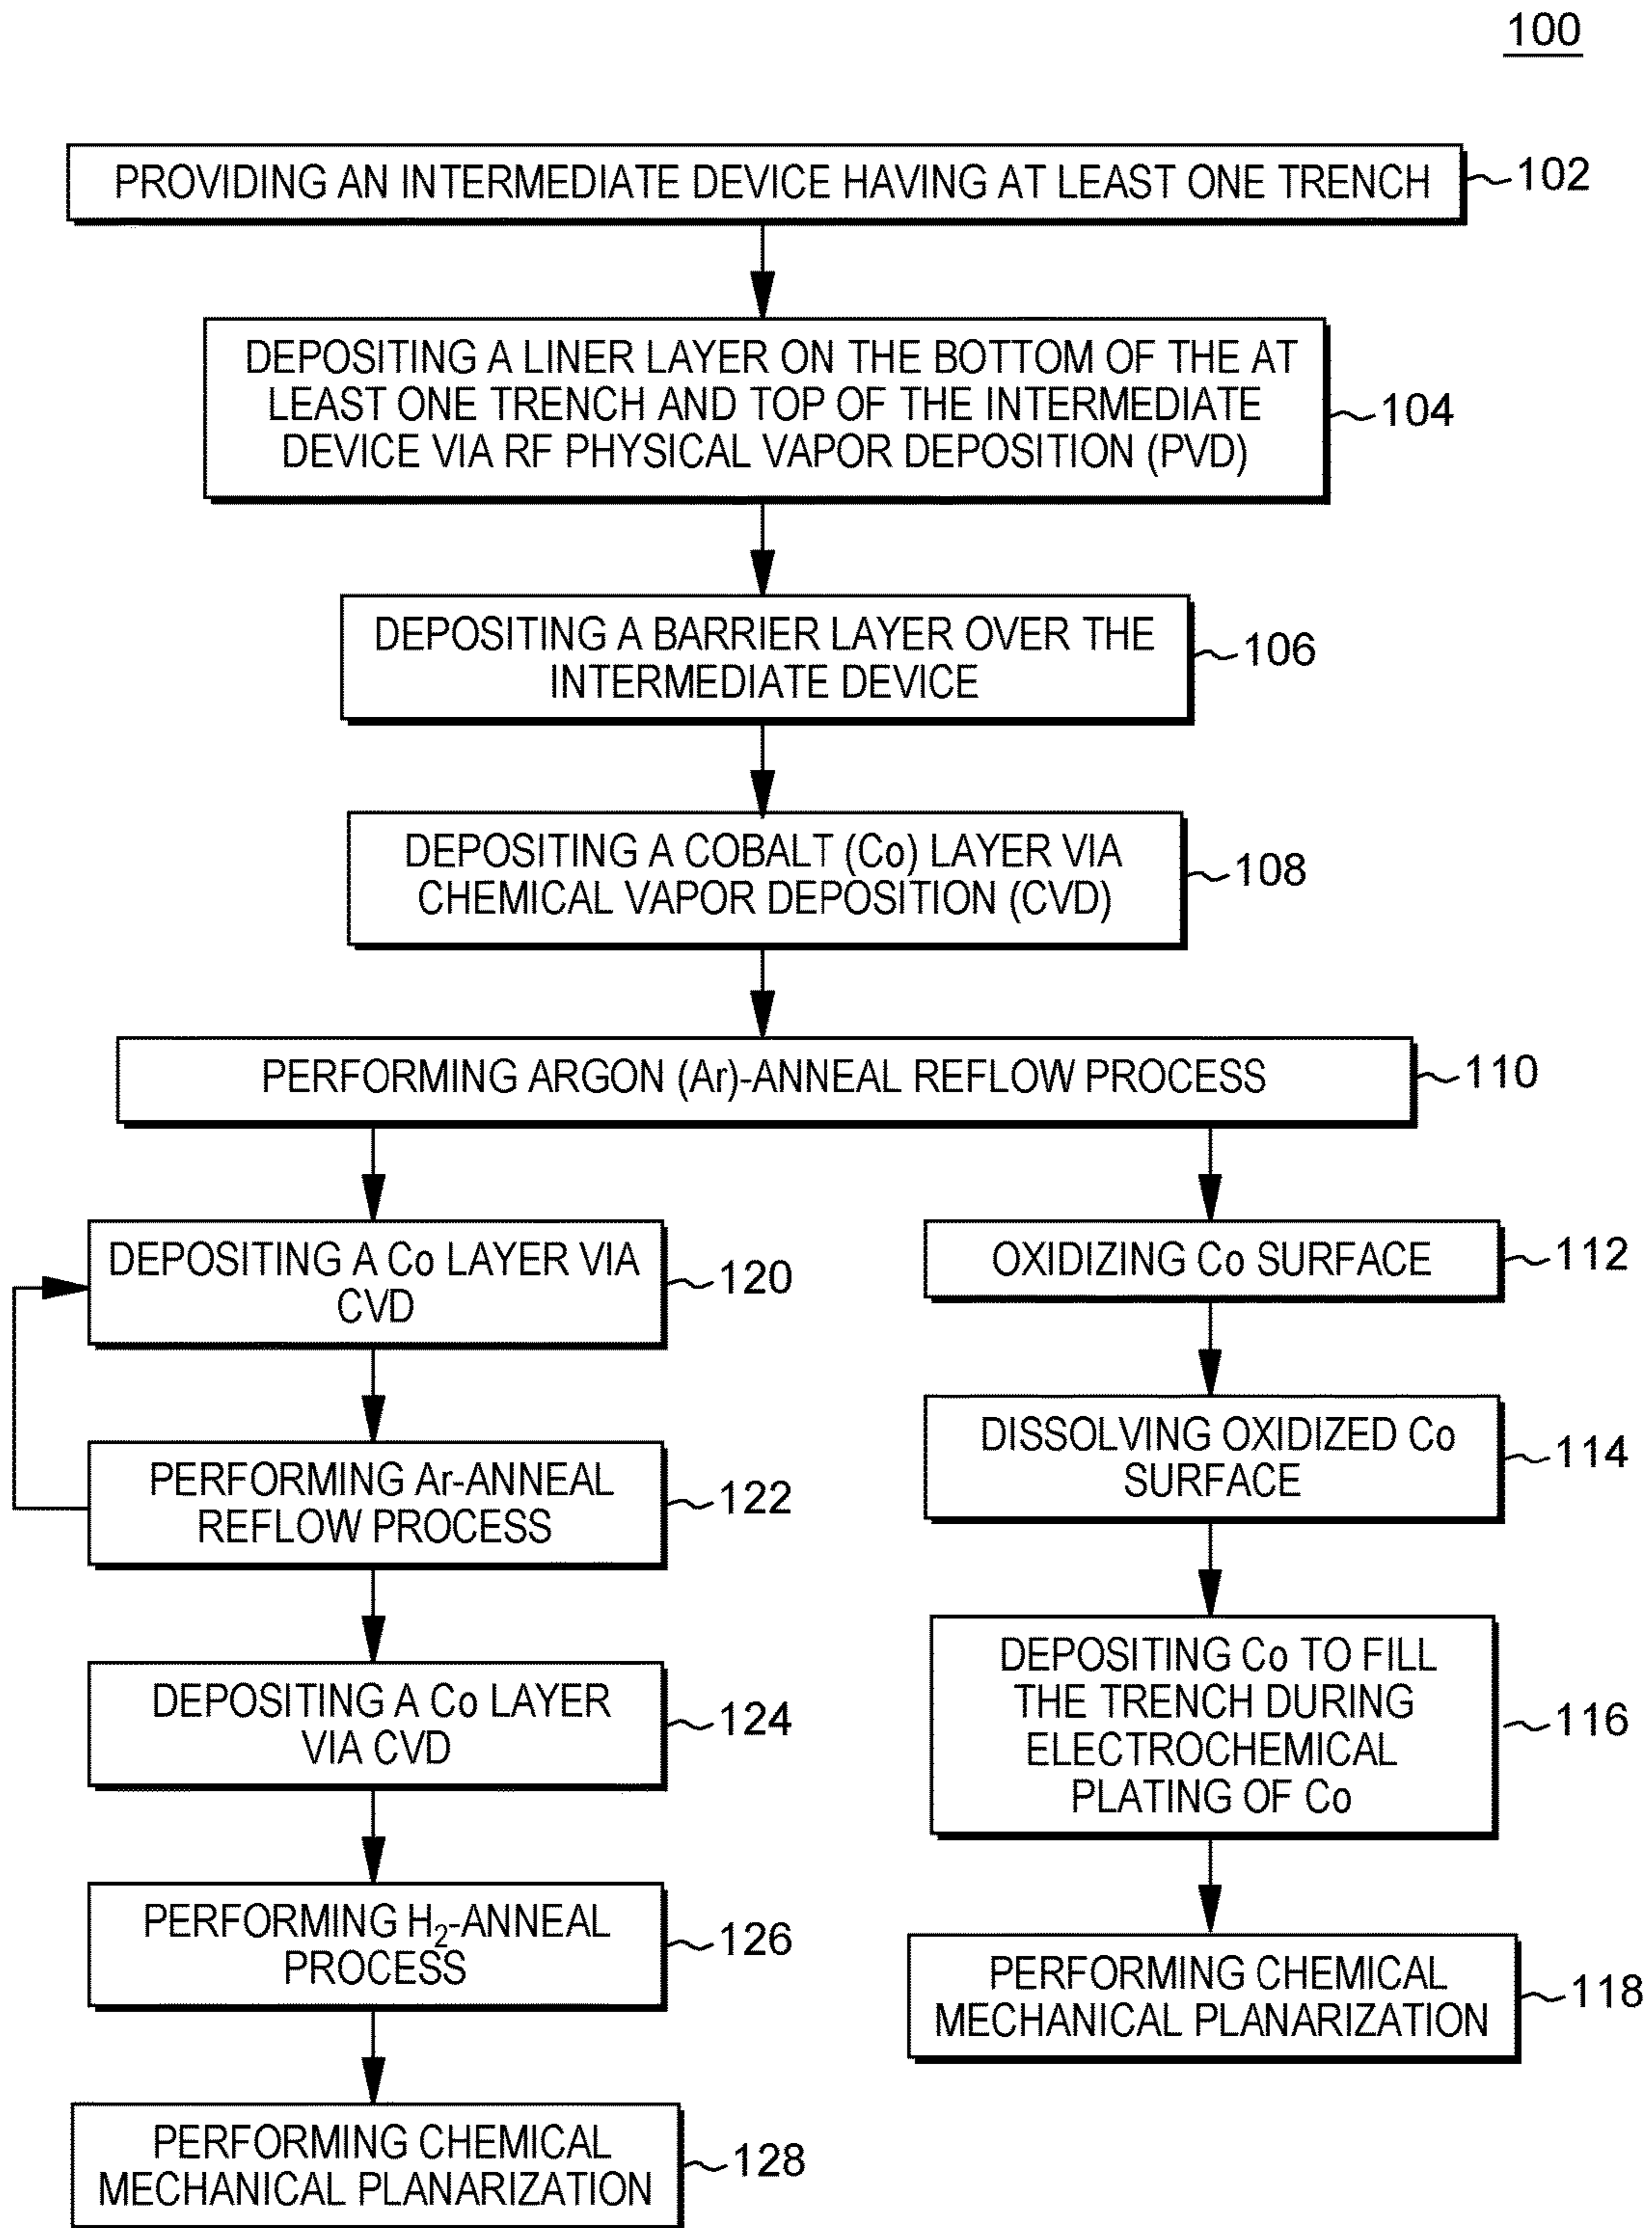 100
PROVIDING AN INTERMEDIATE DEVICE HAVING AT LEAST ONE TRENCH
102
DEPOSITING A LINER LAYER ON THE BOTTOM OF THE AT
LEAST ONE TRENCH AND TOP OF THE INTERMEDIATE
DEVICE VIA RF PHYSICAL VAPOR DEPOSITION (PVD)
104
DEPOSITING A BARRIER LAYER OVER THE
INTERMEDIATE DEVICE
106
DEPOSITING A COBALT (Co) LAYER VIA
CHEMICAL VAPOR DEPOSITION (CVD)
108
PERFORMING ARGON (Ar)-ANNEAL REFLOW PROCESS
110
DEPOSITING A Co LAYER VIA
CVD
120
PERFORMING Ar-ANNEAL
REFLOW PROCESS
122
DEPOSITING A Co LAYER
VIA CVD
124
PERFORMING H₂-ANNEAL
PROCESS
126
PERFORMING CHEMICAL
MECHANICAL PLANARIZATION
128
OXIDIZING Co SURFACE
112
DISSOLVING OXIDIZED Co
SURFACE
114
DEPOSITING Co TO FILL
THE TRENCH DURING
ELECTROCHEMICAL
PLATING OF Co
116
PERFORMING CHEMICAL
MECHANICAL PLANARIZATION
118